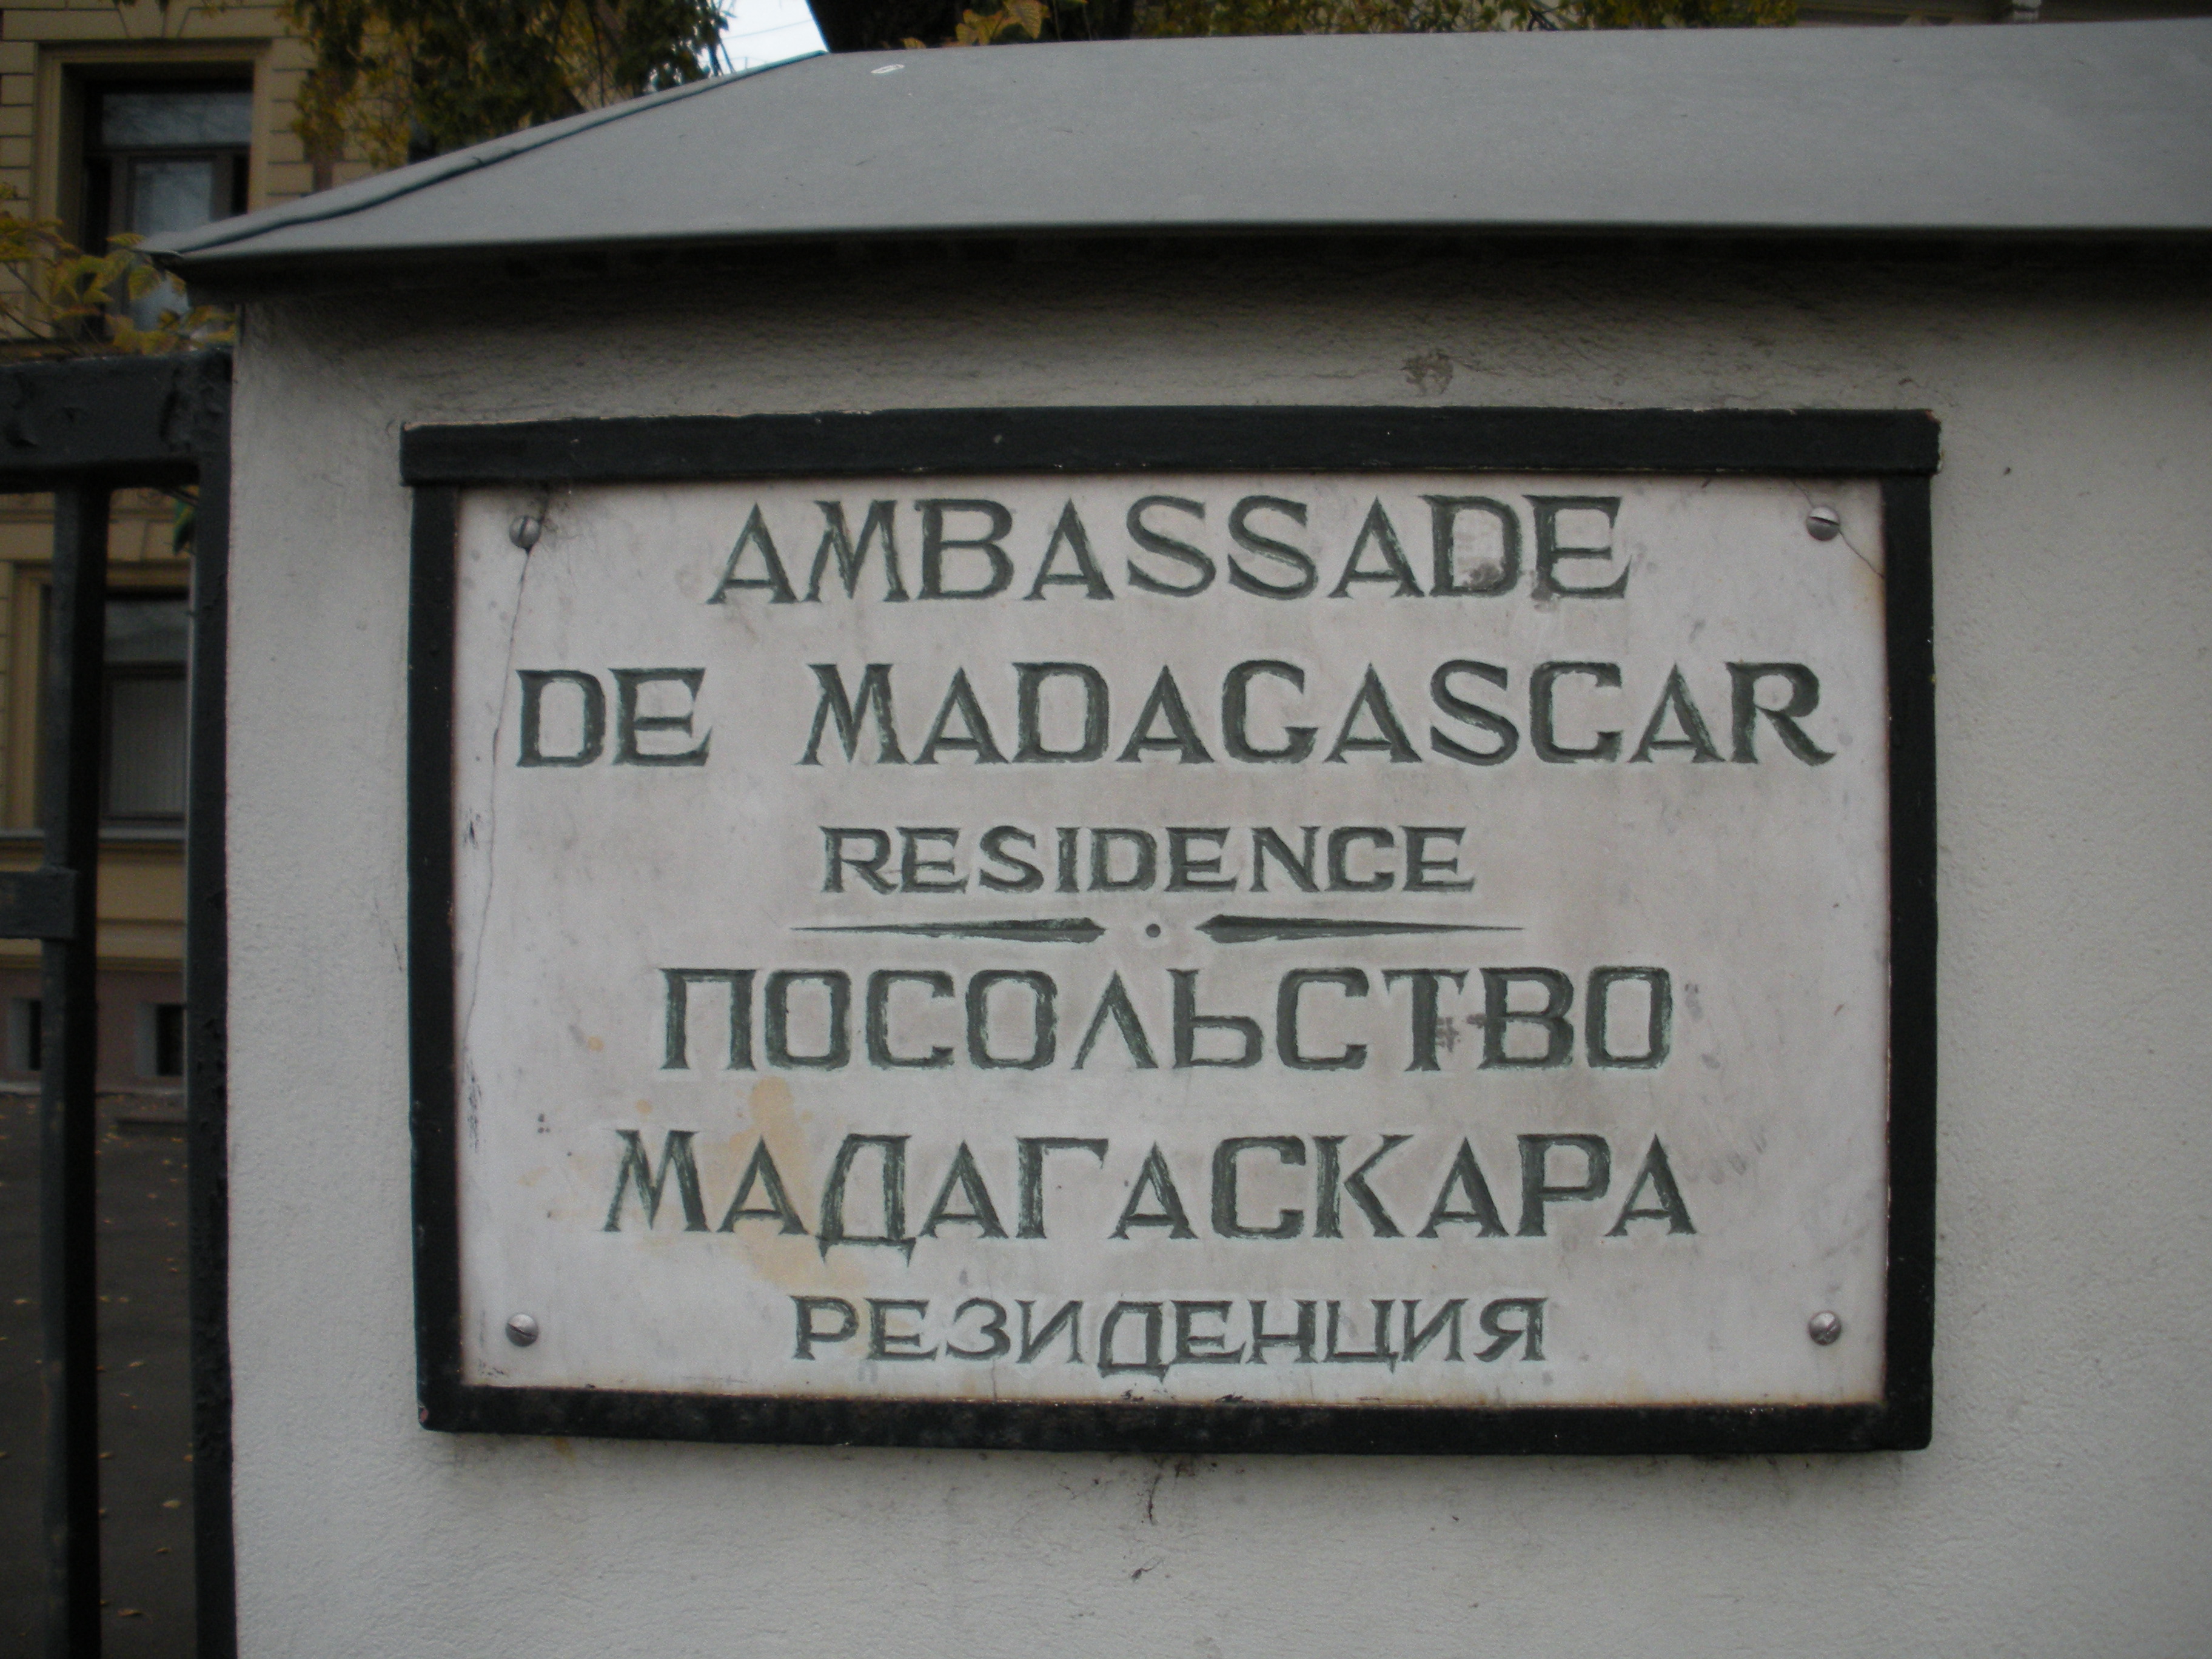 AMBASSADE
DE MADAGASCAR
RESIDENCE
ПОСОЛЬСТВО
МАДАГАСКАРА
РЕЗИДЕНЦИЯ